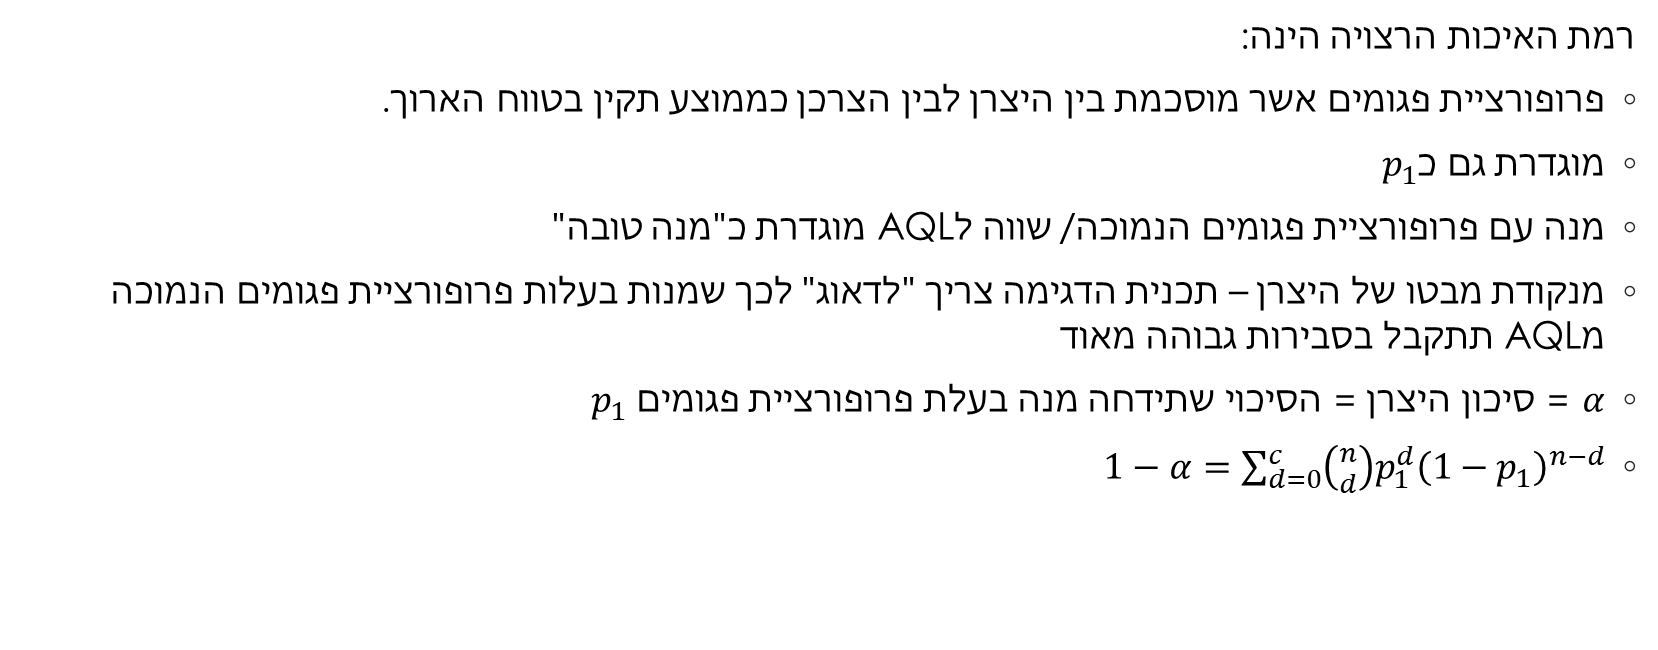 רמת האיכות הרצויה הינה:
◦ פרופורציית פגומים אשר מוסכמת בין היצרן לבין הצרכן כממוצע תקין בטווח הארוך.
◦ מוגדרת גם כ𝑝₁
◦ מנה עם פרופורציית פגומים הנמוכה/ שווה לAQL מוגדרת כ"מנה טובה"
◦ מנקודת מבטו של היצרן – תכנית הדגימה צריך "לדאוג" לכך שמנות בעלות פרופורציית פגומים הנמוכה
מAQL תתקבל בסבירות גבוהה מאוד
◦ 𝛼 = סיכון היצרן = הסיכוי שתידחה מנה בעלת פרופורציית פגומים 𝑝₁
◦ $1 - \alpha = \sum_{d=0}^{c} \binom{n}{d} p_1^d (1 - p_1)^{n-d}$